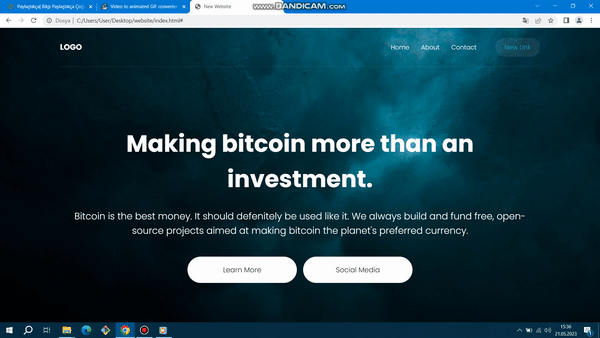 Paylaştıkça| Bilgi Paylaştıkça Ço
Video to animated GIF converter
New Website
www.BANDICAM.com
Dosya | C:/Users/User/Desktop/website/index.html#
LOGO
Home About Contact New Link
Making bitcoin more than an
investment.
Bitcoin is the best money. It should defenitely be used like it. We always build and fund free, open-
source projects aimed at making bitcoin the planet's preferred currency.
Learn More Social Media
15:36
21.05.2023